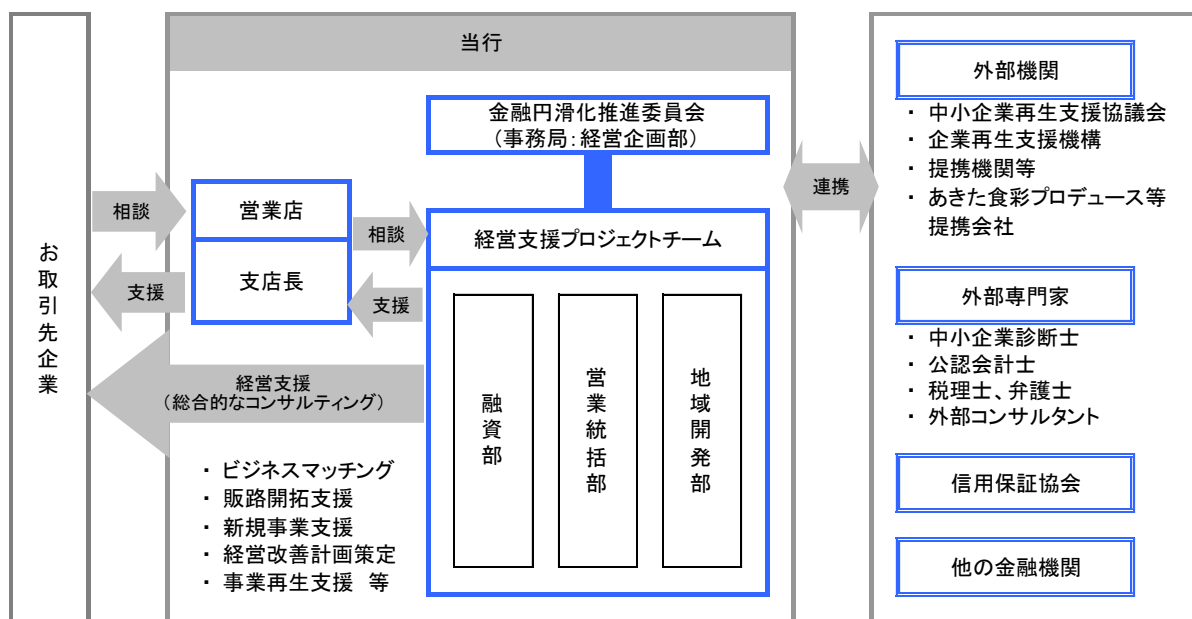 お取引先企業
当行
相談
支援
営業店
支店長
相談
支援
金融円滑化推進委員会
（事務局：経営企画部）
経営支援プロジェクトチーム
融資部
営業統括部
地域開発部
経営支援
（総合的なコンサルティング）
・ ビジネスマッチング
・ 販路開拓支援
・ 新規事業支援
・ 経営改善計画策定
・ 事業再生支援　等
連携
外部機関
・ 中小企業再生支援協議会
・ 企業再生支援機構
・ 提携機関等
・ あきた食彩プロデュース等
提携会社
外部専門家
・ 中小企業診断士
・ 公認会計士
・ 税理士、弁護士
・ 外部コンサルタント
信用保証協会
他の金融機関